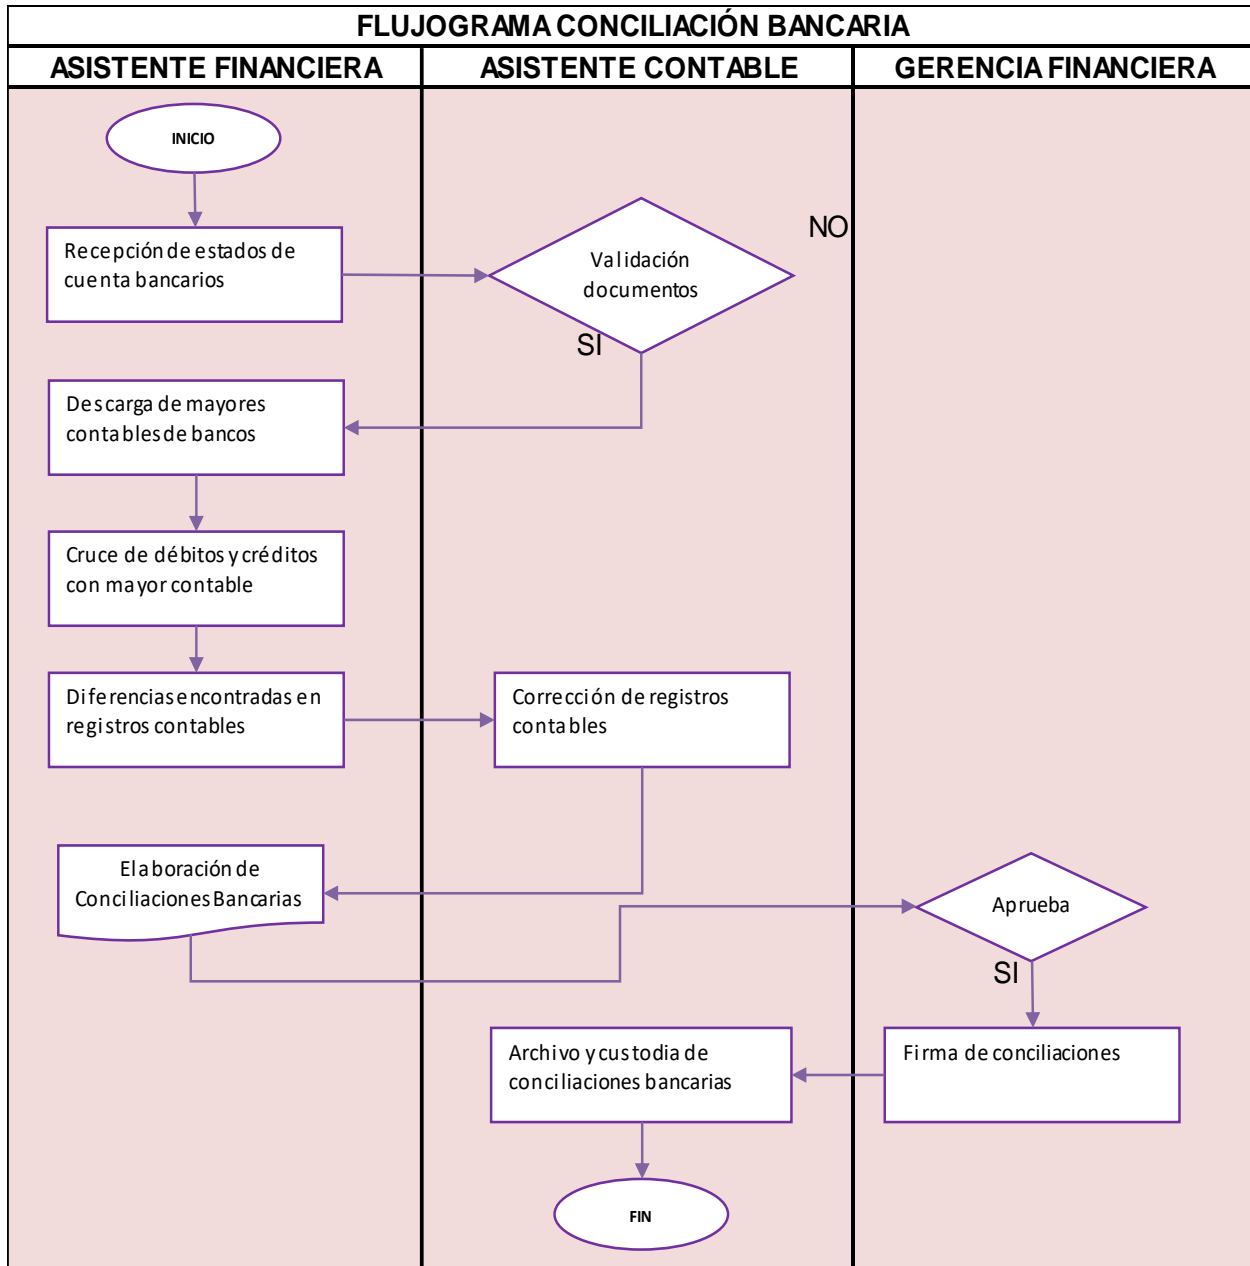 FLUJOGRAMA CONCILIACIÓN BANCARIA
ASISTENTE FINANCIERA
ASISTENTE CONTABLE
GERENCIA FINANCIERA
INICIO
Recepción de estados de
cuenta bancarios
Validación
documentos
NO
SI
Descarga de mayores
contables de bancos
Cruce de débitos y créditos
con mayor contable
Diferencias encontradas en
registros contables
Corrección de registros
contables
Elaboración de
Conciliaciones Bancarias
Aprueba
SI
Firma de conciliaciones
Archivo y custodia de
conciliaciones bancarias
FIN